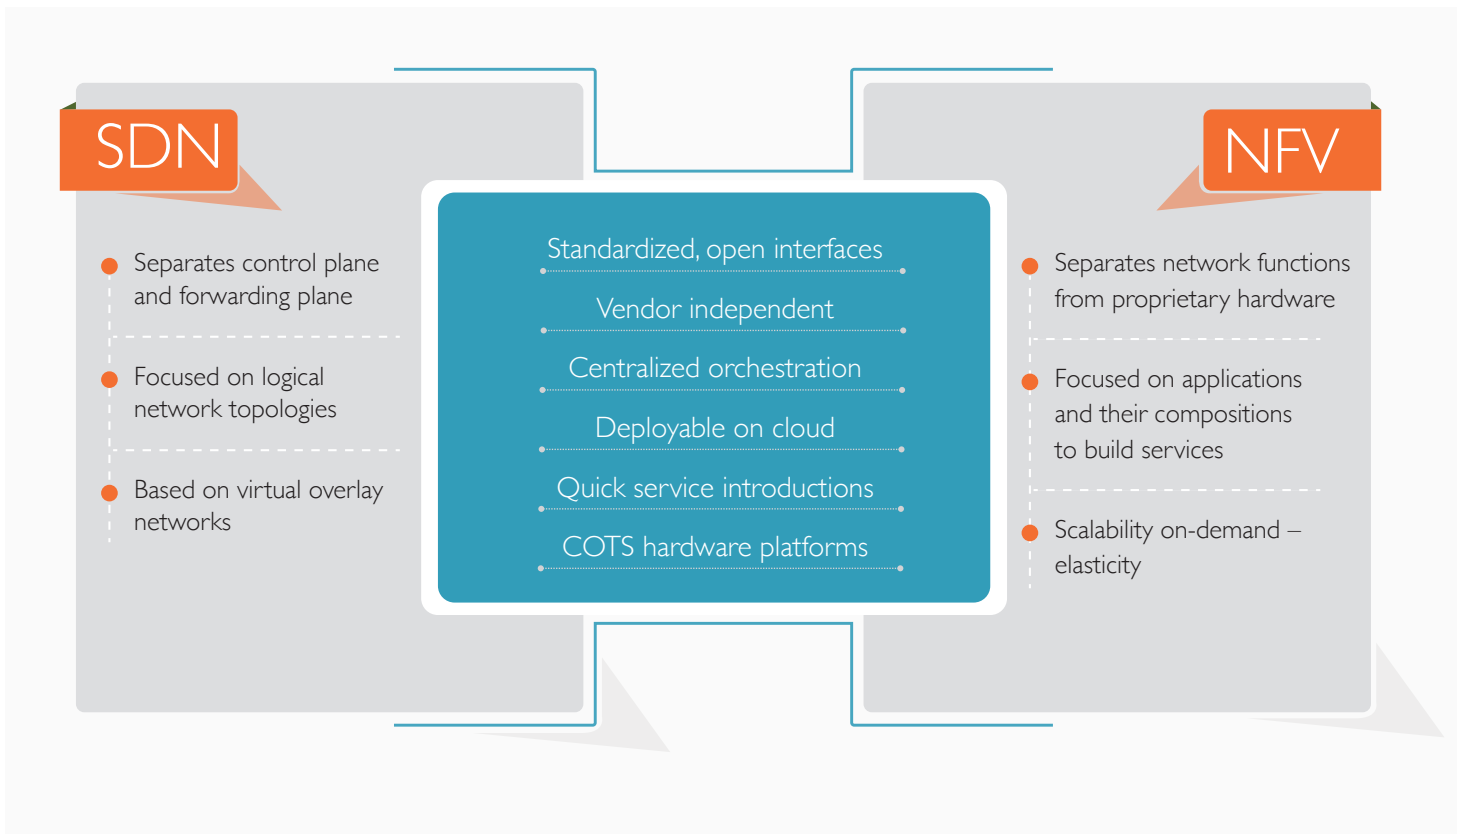 SDN
Separates control plane
and forwarding plane
Focused on logical
network topologies
Based on virtual overlay
networks
Standardized, open interfaces
Vendor independent
Centralized orchestration
Deployable on cloud
Quick service introductions
COTS hardware platforms
NFV
Separates network functions
from proprietary hardware
Focused on applications
and their compositions
to build services
Scalability on-demand –
elasticity